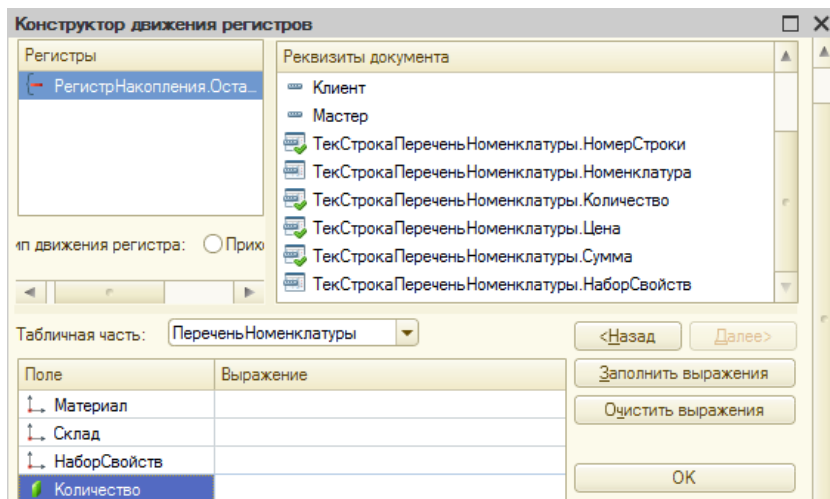 Конструктор движения регистров
Регистры
РегистрНакопления.Оста...
Реквизиты документа
Клиент
Мастер
ТекСтрокаПереченьНоменклатуры.НомерСтроки
ТекСтрокаПереченьНоменклатуры.Номенклатура
ТекСтрокаПереченьНоменклатуры.Количество
ТекСтрокаПереченьНоменклатуры.Цена
ТекСтрокаПереченьНоменклатуры.Сумма
ТекСтрокаПереченьНоменклатуры.НаборСвойств
ип движения регистра: Прих
Табличная часть: ПереченьНоменклатуры
<Назад Далее>
Поле Выражение
Заполнить выражения
Материал
Очистить выражения
Склад
НаборСвойств
OK
Количество